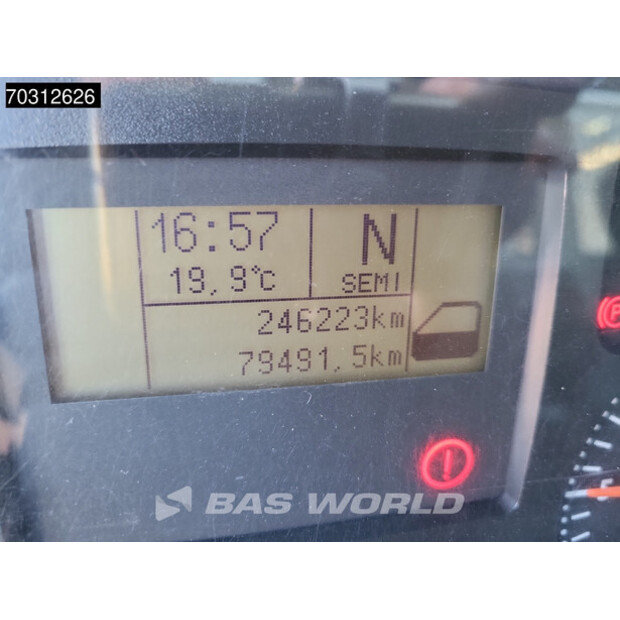 70312626
16:57
N
19,9°C
SEMI
246223km
79491,5km
BAS WORLD